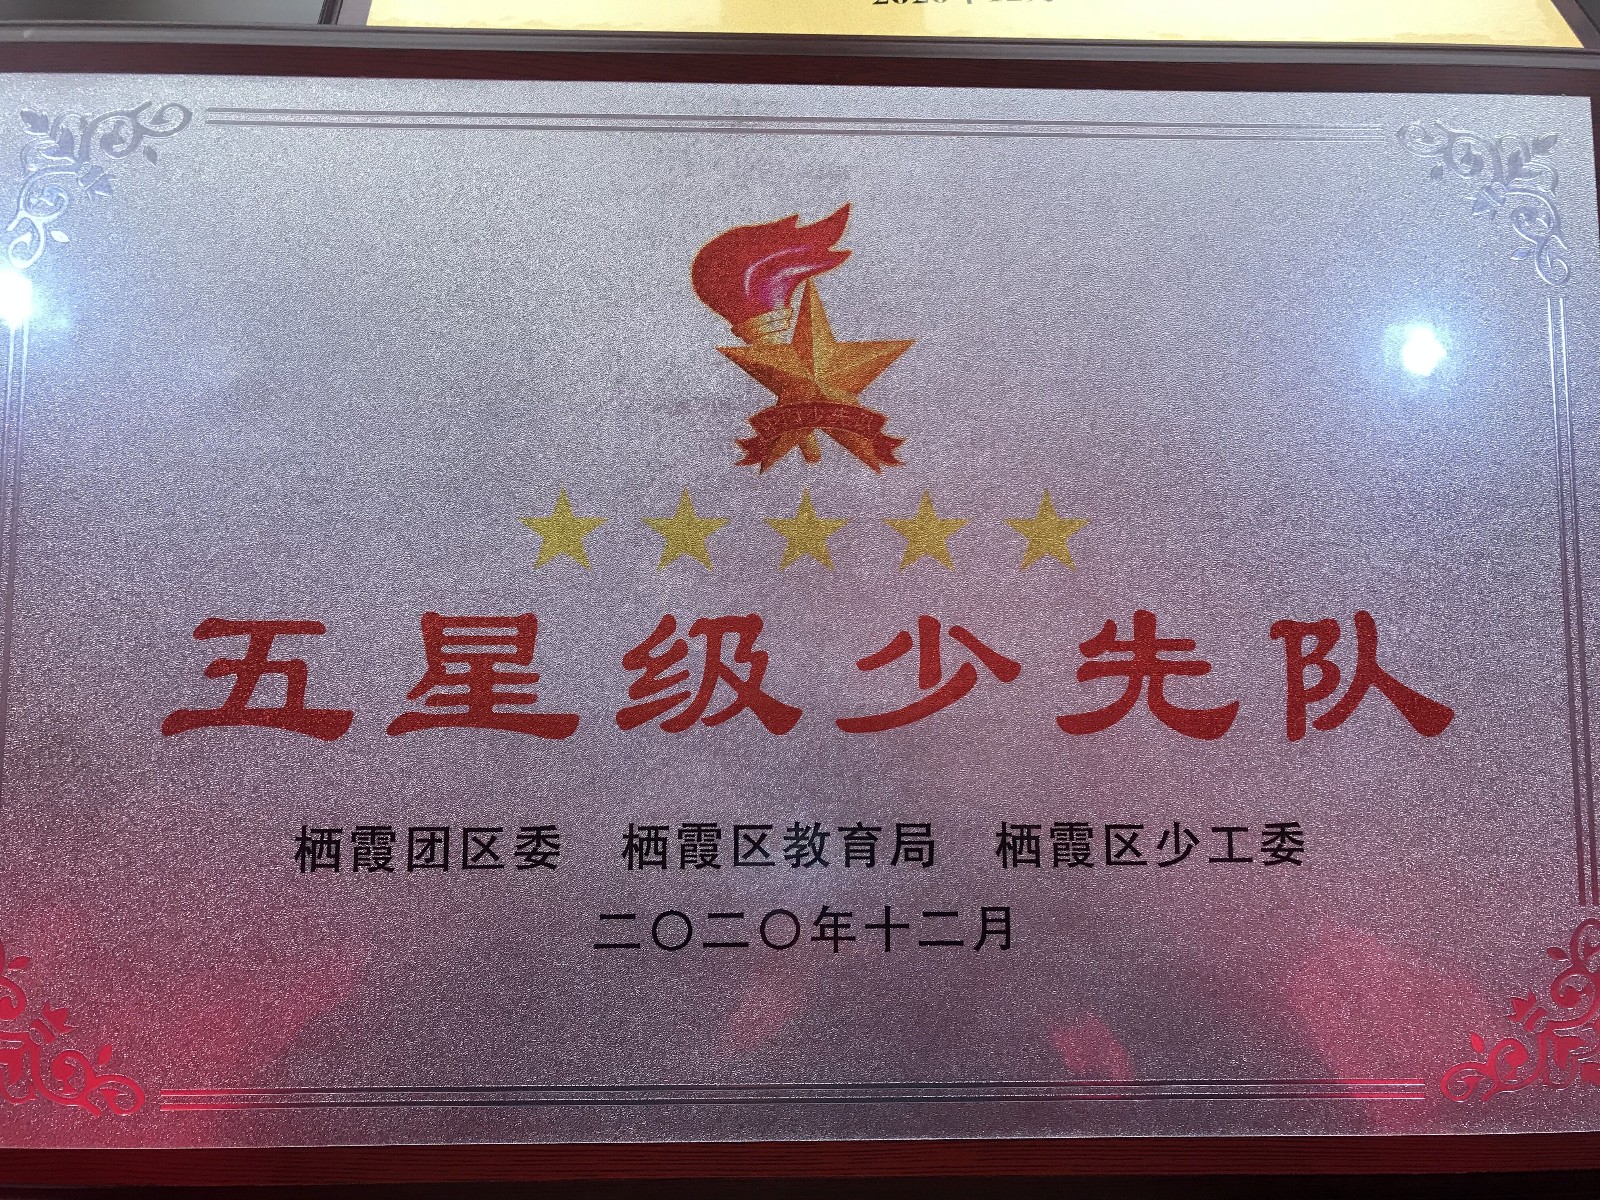 五星级少先队
栖霞团区委 栖霞区教育局 栖霞区少工委
二〇二〇年十二月